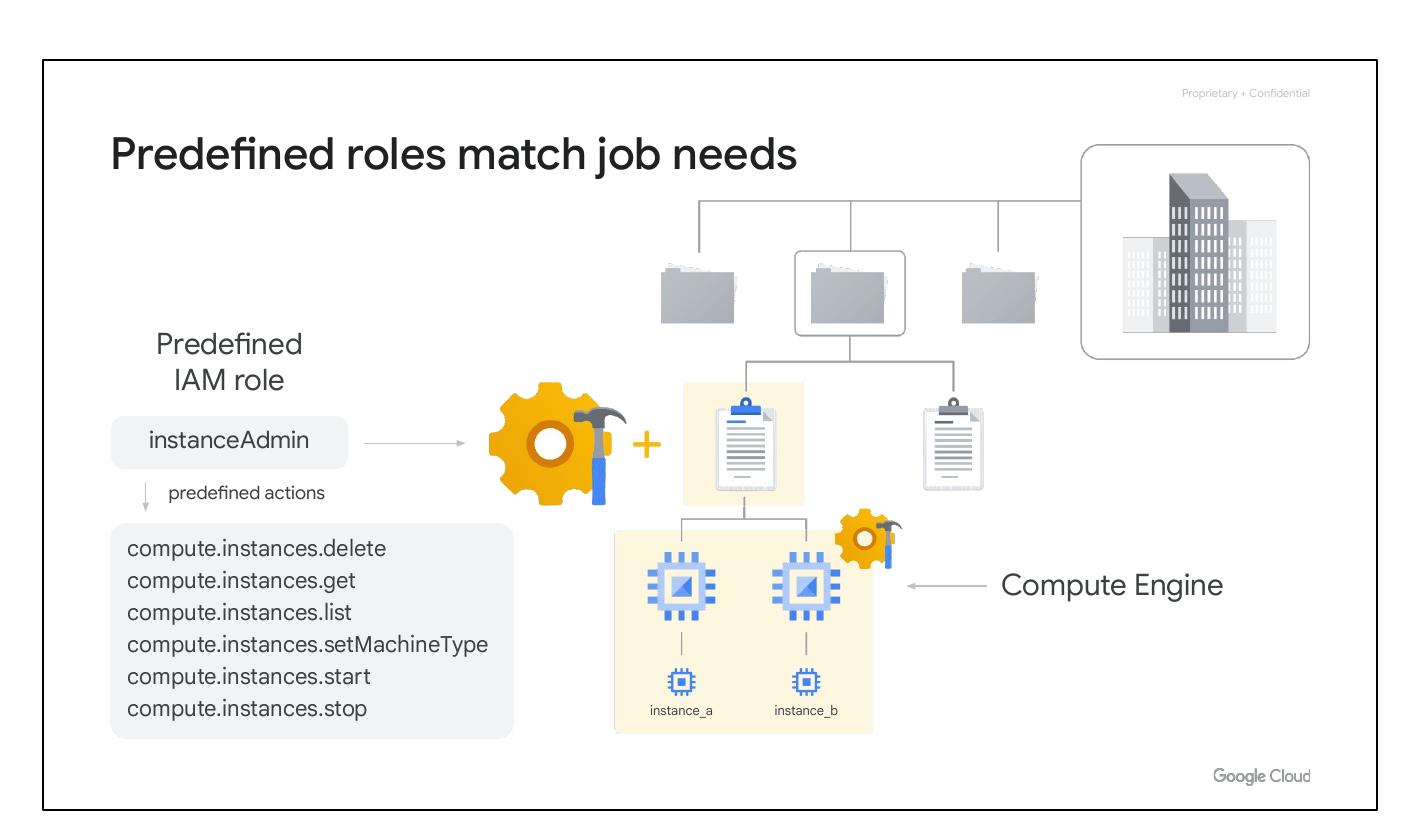 Proprietary + Confidential
Predefined roles match job needs
Predefined
IAM role
instanceAdmin
predefined actions
compute.instances.delete
compute.instances.get
compute.instances.list
compute.instances.setMachineType
compute.instances.start
compute.instances.stop
Compute Engine
instance_a
instance_b
Google Cloud